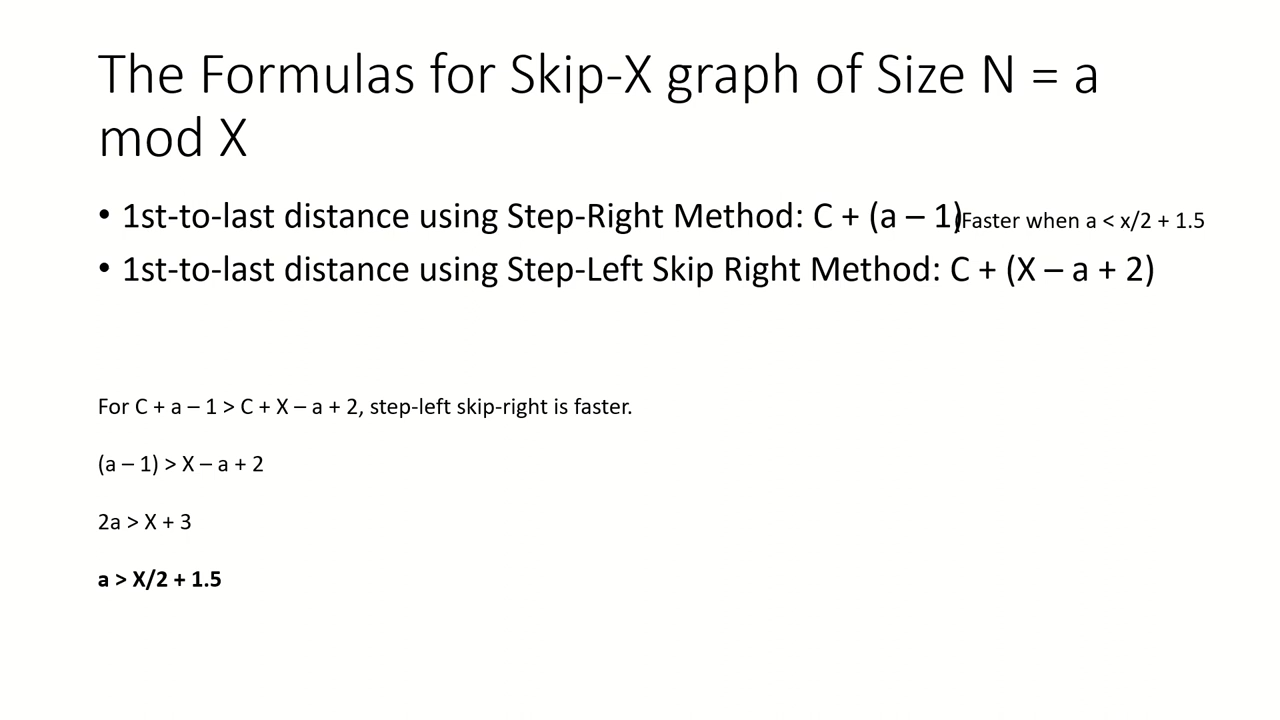 The Formulas for Skip-X graph of Size N = a
mod X
• 1st-to-last distance using Step-Right Method: C + (a – 1)(Faster when a < x/2 + 1.5
• 1st-to-last distance using Step-Left Skip Right Method: C + (X – a + 2)
For C + a – 1 > C + X – a + 2, step-left skip-right is faster.
(a – 1) > X – a + 2
2a > X + 3
a > X/2 + 1.5